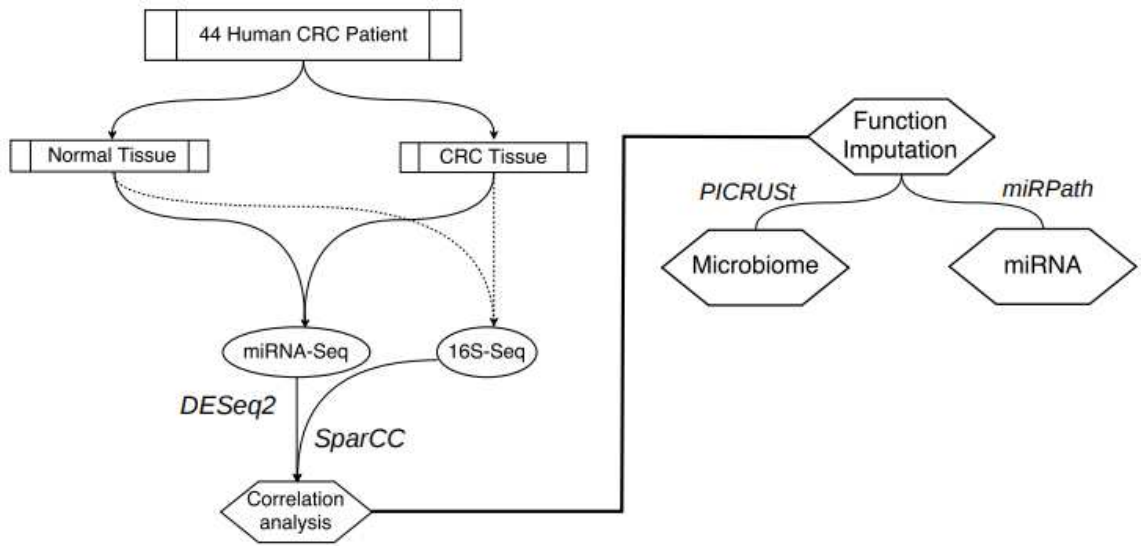 44 Human CRC Patient
Normal Tissue
CRC Tissue
miRNA-Seq
16S-Seq
DESeq2
SparCC
Correlation
analysis
Function
Imputation
PICRUSt
miRPath
Microbiome
miRNA